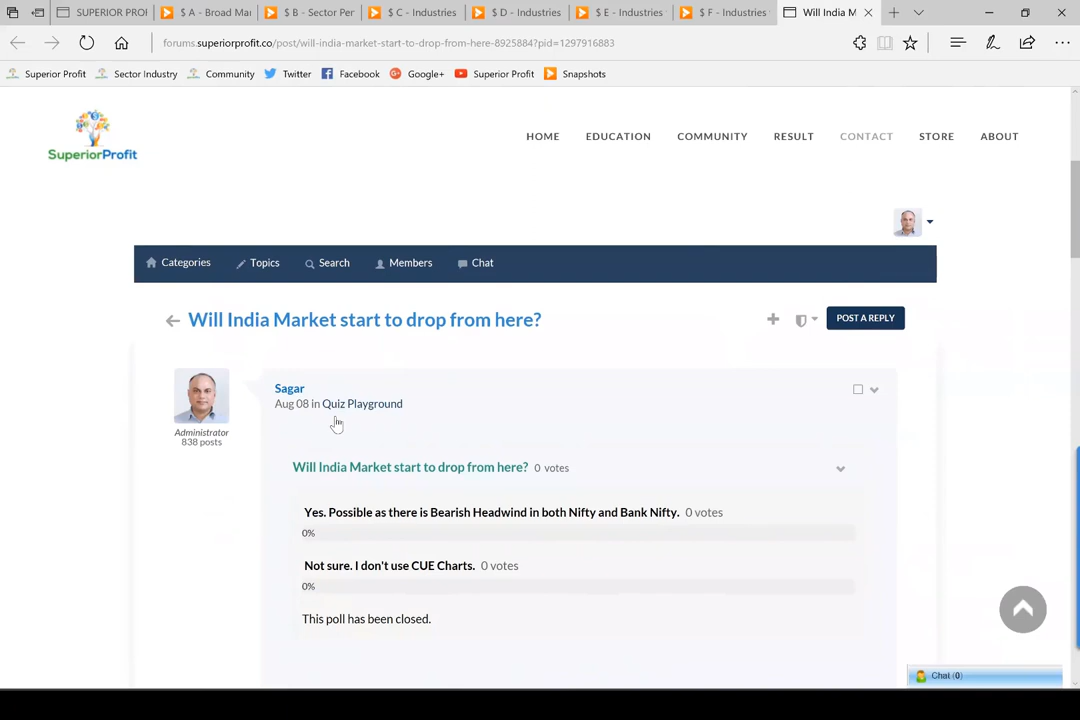 SUPERIOR PROF
$ A - Broad Mar
$ B - Sector Per
$ C - Industries
$ D - Industries
$ E - Industries
$ F - Industries
Will India M
forums.superiorprofit.co/post/will-india-market-start-to-drop-from-here-8925884?pid=1297916883
Superior Profit
Sector Industry
Community
Twitter
Facebook
Google+
Superior Profit
Snapshots
SuperiorProfit
HOME
EDUCATION
COMMUNITY
RESULT
CONTACT
STORE
ABOUT
Categories
Topics
Search
Members
Chat
Will India Market start to drop from here?
POST A REPLY
Sagar
Aug 08 in Quiz Playground
Administrator
838 posts
Will India Market start to drop from here? 0 votes
Yes. Possible as there is Bearish Headwind in both Nifty and Bank Nifty. 0 votes
0%
Not sure. I don't use CUE Charts. 0 votes
0%
This poll has been closed.
Chat (0)